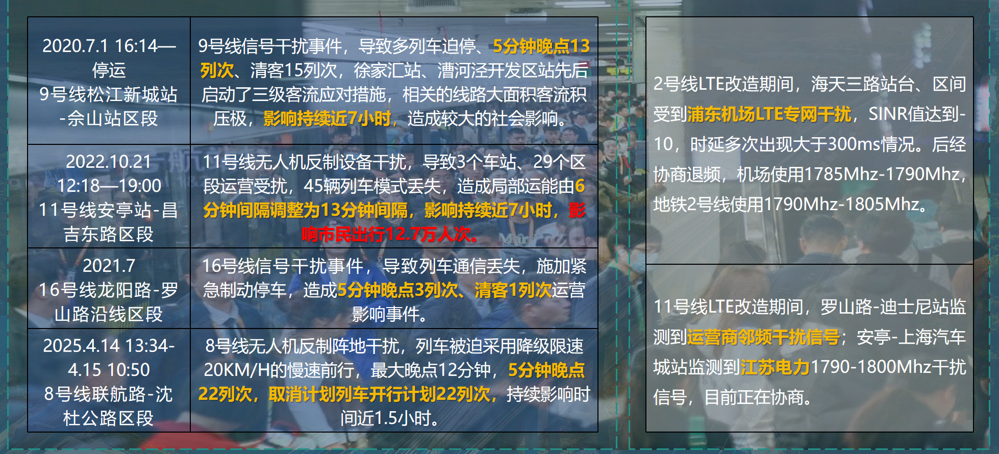 2020.7.1 16:14—
停运
9号线松江新城站
-佘山站区段
9号线信号干扰事件，导致多列车迫停、5分钟晚点13
列次、清客15列次，徐家汇站、漕河泾开发区站先后
启动了三级客流应对措施，相关的线路大面积客流积
压极，影响持续近7小时，造成较大的社会影响。
2022.10.21
12:18—19:00
11号线安亭站-昌
吉东路区段
11号线无人机反制设备干扰，导致3个车站、29个区
段运营受扰，45辆列车模式丢失，造成局部运能由6
分钟间隔调整为13分钟间隔，影响持续近7小时，影
响市民出行12.7万人次。
2021.7
16号线龙阳路-罗
山路沿线区段
16号线信号干扰事件，导致列车通信丢失，施加紧
急制动停车，造成5分钟晚点3列次、清客1列次运营
影响事件。
2025.4.14 13:34-
4.15 10:50
8号线联航路-沈
杜公路区段
8号线无人机反制阵地干扰，列车被迫采用降级限速
20KM/H的慢速前行，最大晚点12分钟，5分钟晚点
22列次，取消计划列车开行计划22列次，持续影响时
间近1.5小时。
2号线LTE改造期间，海天三路站台、区间
受到浦东机场LTE专网干扰，SINR值达到-
10，时延多次出现大于300ms情况。后经
协商退频，机场使用1785Mhz-1790Mhz，
地铁2号线使用1790Mhz-1805Mhz。
11号线LTE改造期间，罗山路-迪士尼站监
测到运营商邻频干扰信号；安亭-上海汽车
城站监测到江苏电力1790-1800Mhz干扰
信号，目前正在协商。